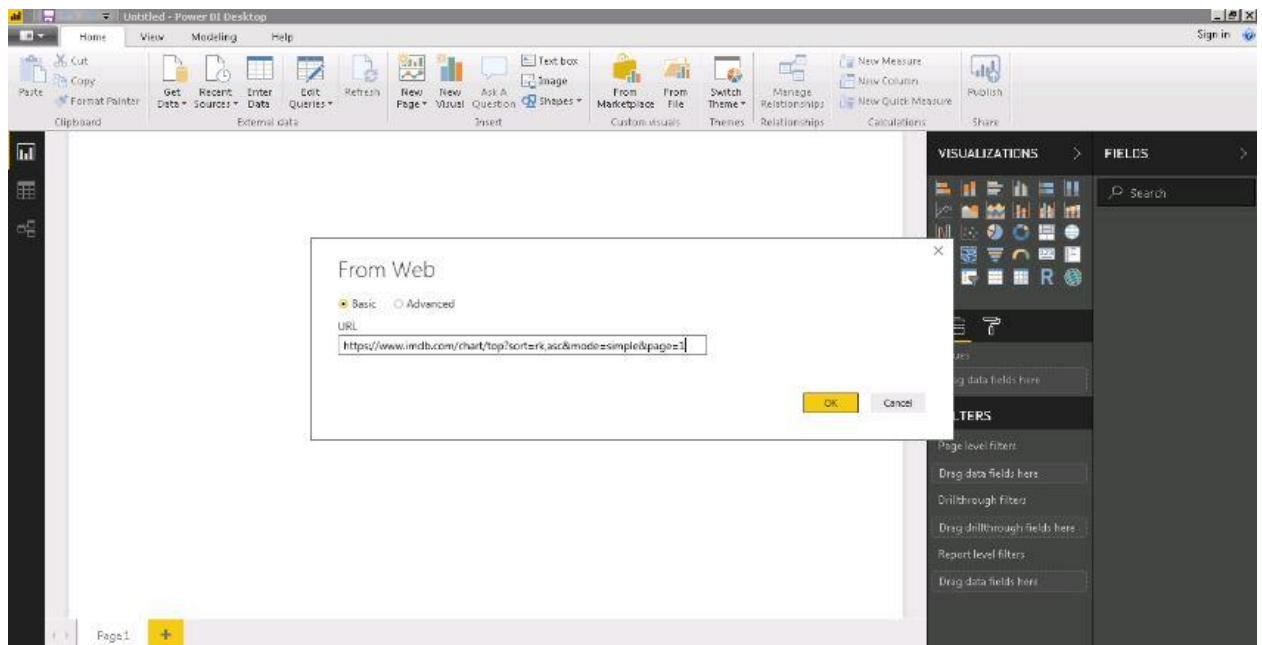 Untitled - Power BI Desktop
Home View Modeling Help Sign in
Paste
Cut
Copy
Format Painter
Clipboard
Get Data
Recent Sources
Enter Data
Edit Queries
Refresh
External data
New Page
New Visual
Ask A Question
Text box
Image
Shapes
Insert
From Marketplace
From File
Custom visuals
Switch Theme
Themes
Manage Relationships
Relationships
New Measure
New Column
New Quick Measure
Calculations
Publish
Share
VISUALIZATIONS
FIELDS
Search
R
From Web
Basic Advanced
URL
https://www.imdb.com/chart/top?sort=rk,asc&mode=simple&page=1
OK Cancel
data fields here
Page level filters
Drag data fields here
Drillthrough filters
Drag drillthrough fields here
Report level filters
Drag data fields here
Page1